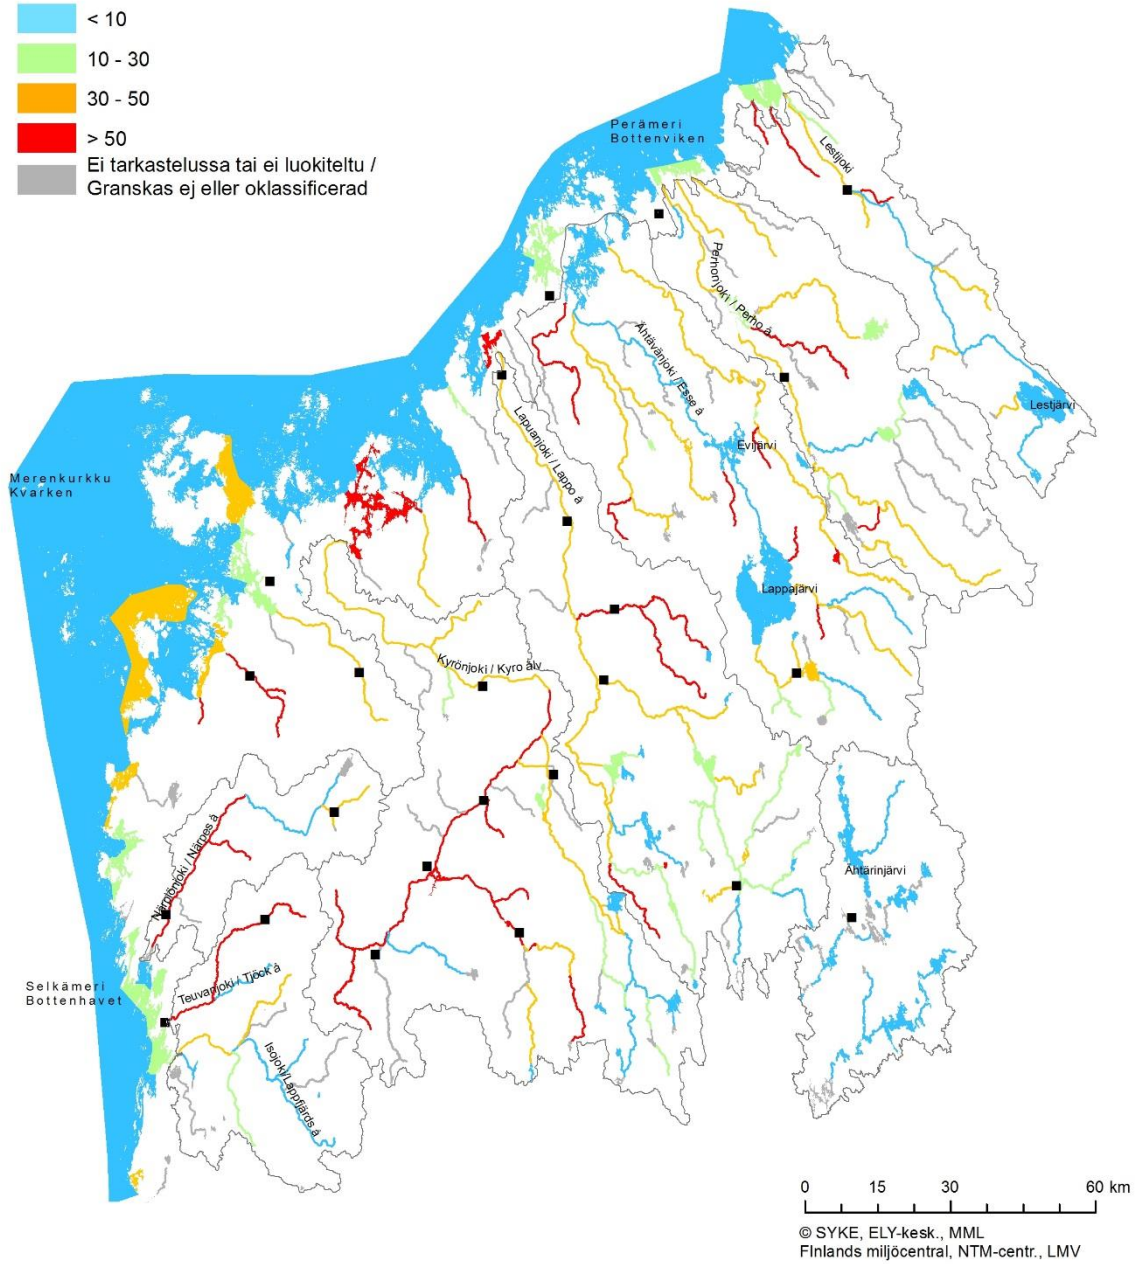 < 10
10 - 30
30 - 50
> 50
Ei tarkastelussa tai ei luokiteltu /
Granskas ej eller oklassificerad
Perämeri
Bottenviken
Lestijoki
Perhonjoki / Perho å
Ähtävänjoki / Esse å
Lestjärvi
Evijärvi
Lapuanjoki / Lappo å
Merenkurkku
Kvarken
Lappajärvi
Kyrönjoki / Kyro älv
Närpiönjoki / Närpes å
Ähtärinjärvi
Selkämeri
Bottenhavet
Teuvanjoki / Tjöck å
Isojoki/Lappfjärds å
0 15 30 60 km
© SYKE, ELY-kesk., MML
FInlands miljöcentral, NTM-centr., LMV